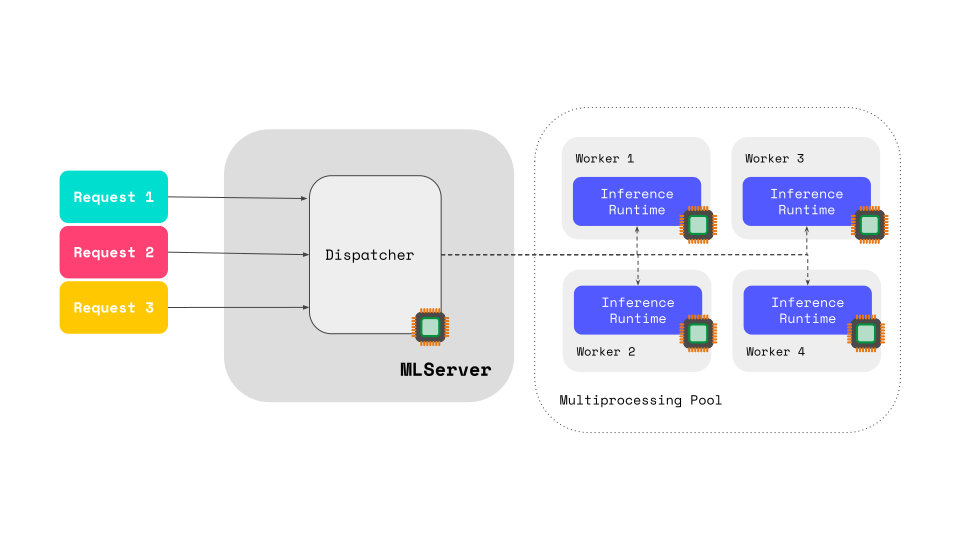 Request 1
Request 2
Request 3
Dispatcher
MLServer
Worker 1
Inference
Runtime
Worker 3
Inference
Runtime
Inference
Runtime
Worker 2
Inference
Runtime
Worker 4
Multiprocessing Pool